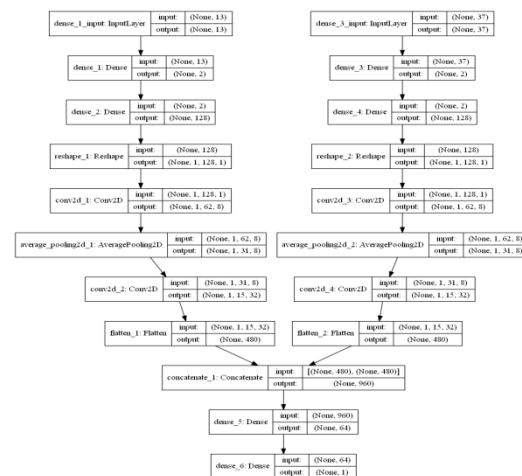 dense_1_input: InputLayer input: (None, 13) output: (None, 13)
dense_3_input: InputLayer input: (None, 37) output: (None, 37)
dense_1: Dense input: (None, 13) output: (None, 2)
dense_3: Dense input: (None, 37) output: (None, 2)
dense_2: Dense input: (None, 2) output: (None, 128)
dense_4: Dense input: (None, 2) output: (None, 128)
reshape_1: Reshape input: (None, 128) output: (None, 1, 128, 1)
reshape_2: Reshape input: (None, 128) output: (None, 1, 128, 1)
conv2d_1: Conv2D input: (None, 1, 128, 1) output: (None, 1, 62, 8)
conv2d_3: Conv2D input: (None, 1, 128, 1) output: (None, 1, 62, 8)
average_pooling2d_1: AveragePooling2D input: (None, 1, 62, 8) output: (None, 1, 31, 8)
average_pooling2d_2: AveragePooling2D input: (None, 1, 62, 8) output: (None, 1, 31, 8)
conv2d_2: Conv2D input: (None, 1, 31, 8) output: (None, 1, 15, 32)
conv2d_4: Conv2D input: (None, 1, 31, 8) output: (None, 1, 15, 32)
flatten_1: Flatten input: (None, 1, 15, 32) output: (None, 480)
flatten_2: Flatten input: (None, 1, 15, 32) output: (None, 480)
concatenate_1: Concatenate input: [(None, 480), (None, 480)] output: (None, 960)
dense_5: Dense input: (None, 960) output: (None, 64)
dense_6: Dense input: (None, 64) output: (None, 1)